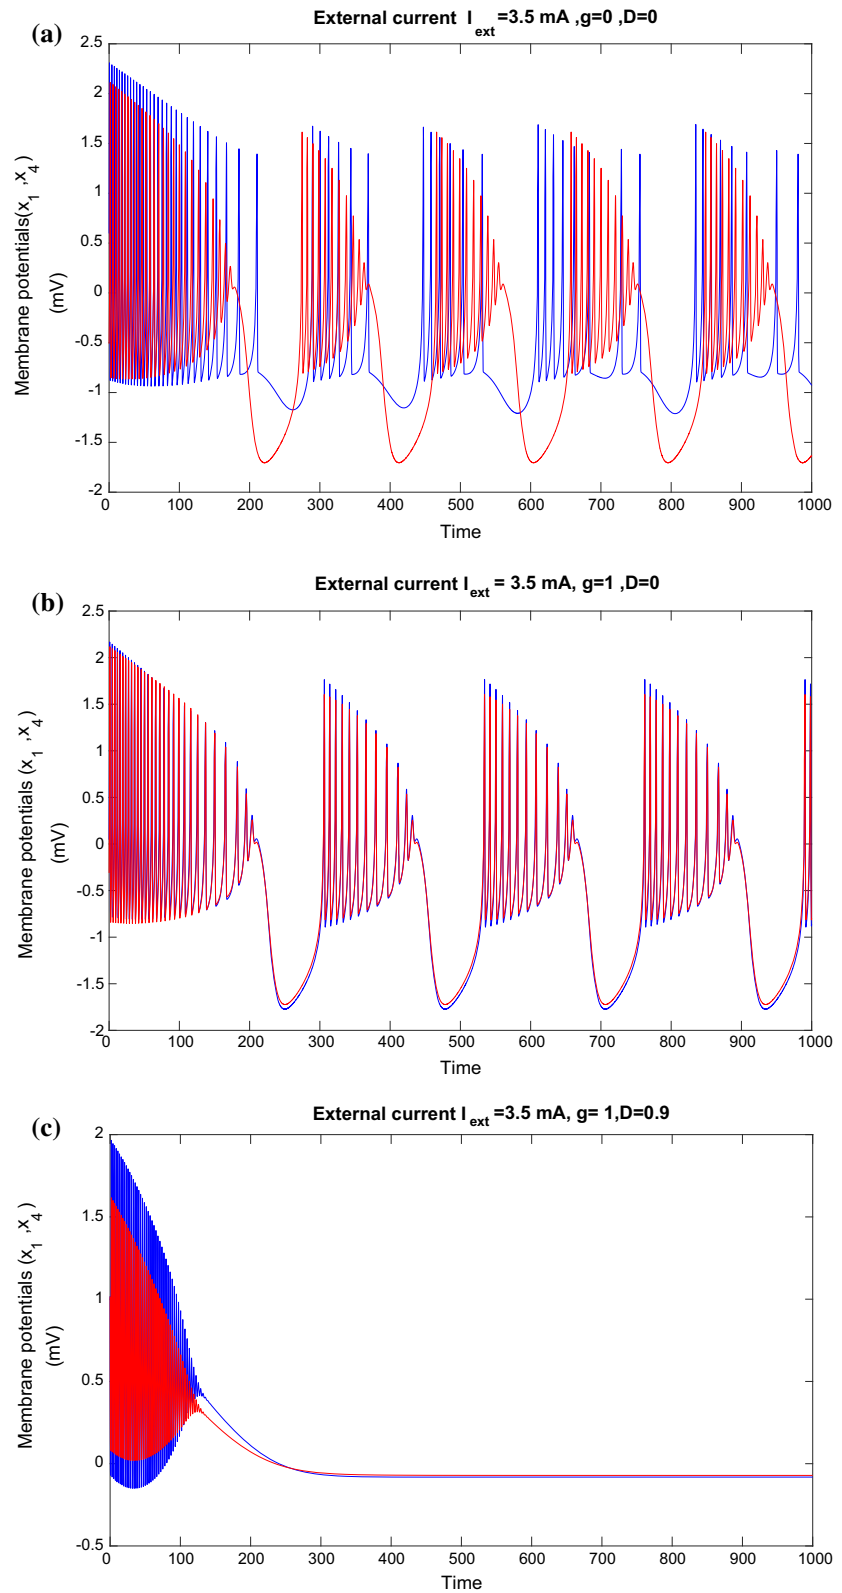 (a)
External current I_ext =3.5 mA ,g=0 ,D=0
Membrane potentials(x_1 ,x_4)
(mV)
2.5
2
1.5
1
0.5
0
-0.5
-1
-1.5
-2
0 100 200 300 400 500 600 700 800 900 1000
Time
(b)
External current I_ext = 3.5 mA, g=1 ,D=0
Membrane potentials (x_1 ,x_4)
(mV)
2.5
2
1.5
1
0.5
0
-0.5
-1
-1.5
-2
0 100 200 300 400 500 600 700 800 900 1000
Time
(c)
External current I_ext =3.5 mA, g= 1,D=0.9
Membrane potentials (x_1 ,x_4)
(mV)
2
1.5
1
0.5
0
-0.5
0 100 200 300 400 500 600 700 800 900 1000
Time